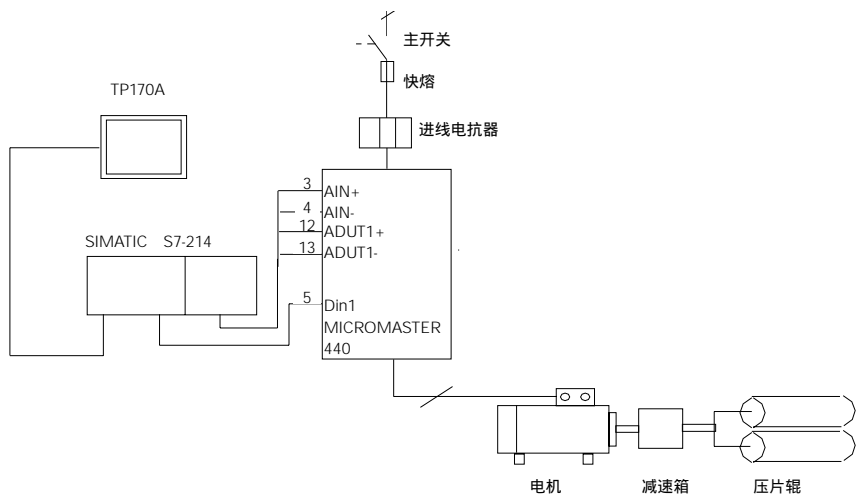 主开关
快熔
TP170A
进线电抗器
3 AIN+
4 AIN-
12 ADUT1+
13 ADUT1-
SIMATIC S7-214
5 Din1
MICROMASTER
440
电机
减速箱
压片辊